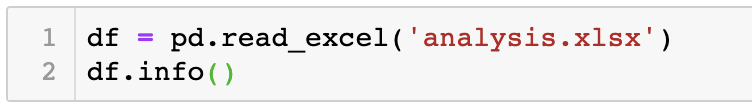 1 df = pd.read_excel('analysis.xlsx')
2 df.info()